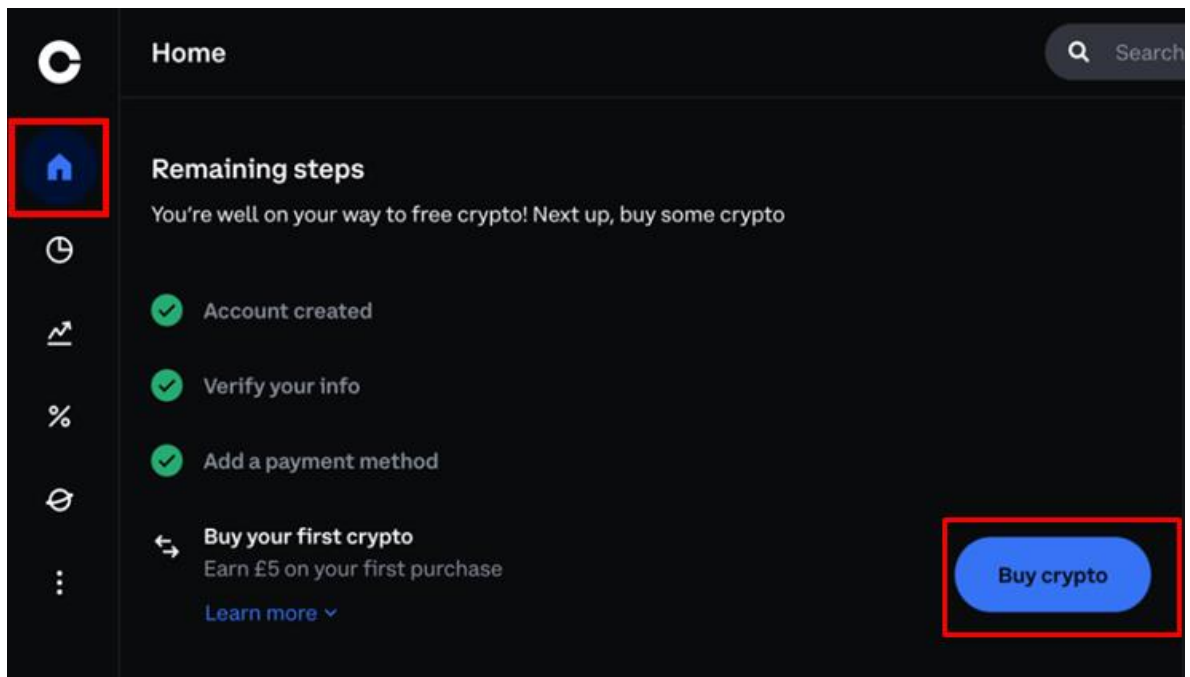 Home
Search
Remaining steps
You're well on your way to free crypto! Next up, buy some crypto
Account created
Verify your info
%
Add a payment method
Buy your first crypto
Earn £5 on your first purchase
Buy crypto
Learn more